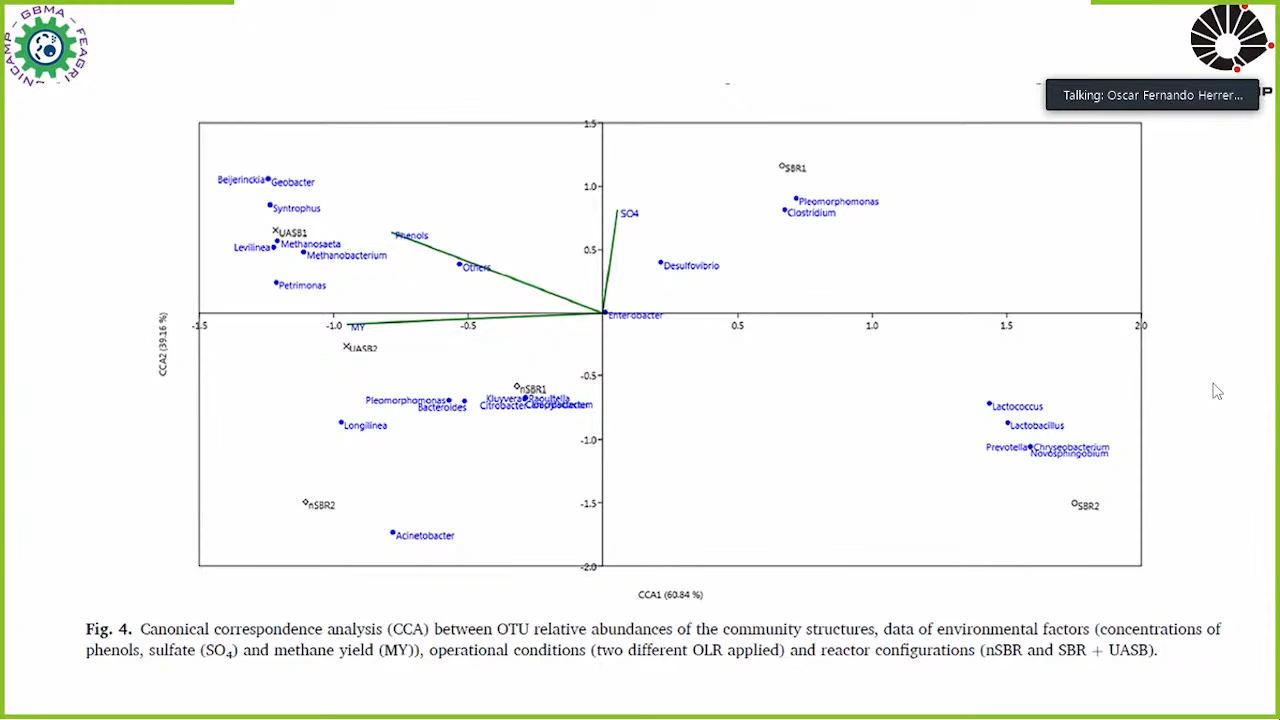 GBMA
FEAGRI
NICAMP
Talking: Oscar Fernando Herrer...
1.5
SBR1
Beijerinckia Geobacter
1.0
Pleomorphomonas
Syntrophus
SO4
Clostridium
UASB1
Phenols
Levilinea Methanosaeta
0.5
Methanobacterium
Others
Desulfovibrio
Petrimonas
Enterobacter
-1.5 -1.0 -0.5 0.5 1.0 1.5 2.0
MY
UASB2
CCA2 (39.16 %)
-0.5
nSBR1
Pleomorphomonas Kluyvera Raoultella
Bacteroides Citrobacter
Lactococcus
Longilinea
-1.0
Lactobacillus
Prevotella Chryseobacterium
Novosphingobium
-1.5
nSBR2
SBR2
Acinetobacter
-2.0
CCA1 (60.84 %)
Fig. 4. Canonical correspondence analysis (CCA) between OTU relative abundances of the community structures, data of environmental factors (concentrations of
phenols, sulfate (SO4) and methane yield (MY)), operational conditions (two different OLR applied) and reactor configurations (nSBR and SBR + UASB).